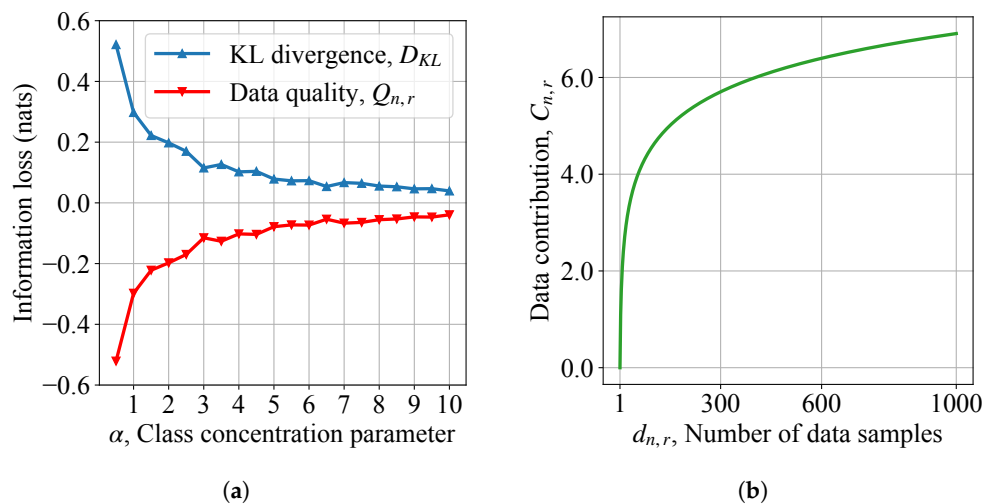 Information loss (nats)
0.6
0.4
0.2
0.0
−0.2
−0.4
−0.6
KL divergence, D_KL
Data quality, Q_n,r
1 2 3 4 5 6 7 8 9 10
α, Class concentration parameter
(a)
Data contribution, C_n,r
6.0
4.0
2.0
0.0
1 300 600 1000
d_n,r, Number of data samples
(b)